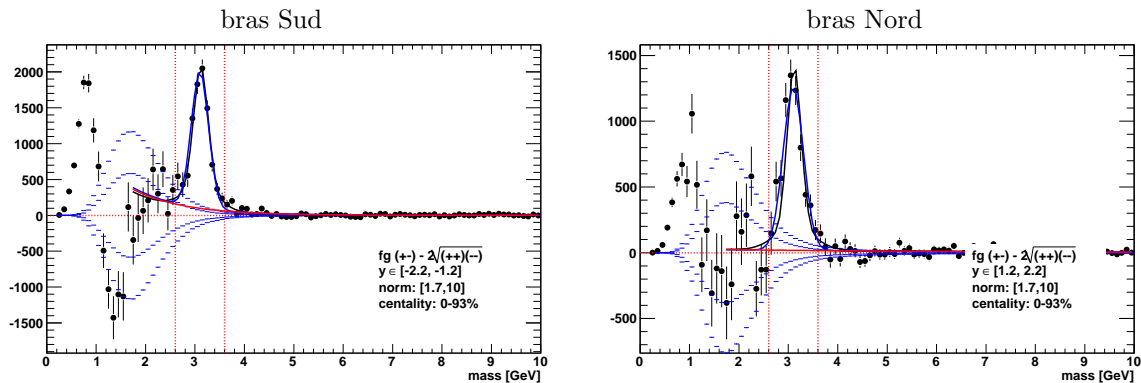 bras Sud
2000
1500
1000
500
0
-500
-1000
-1500
0 1 2 3 4 5 6 7 8 9 10
mass [GeV]
fg (+-) - 2√(++)(--)
y ∈ [-2.2, -1.2]
norm: [1.7,10]
centality: 0-93%
bras Nord
1500
1000
500
0
-500
0 1 2 3 4 5 6 7 8 9 10
mass [GeV]
fg (+-) - 2√(++)(--)
y ∈ [1.2, 2.2]
norm: [1.7,10]
centality: 0-93%